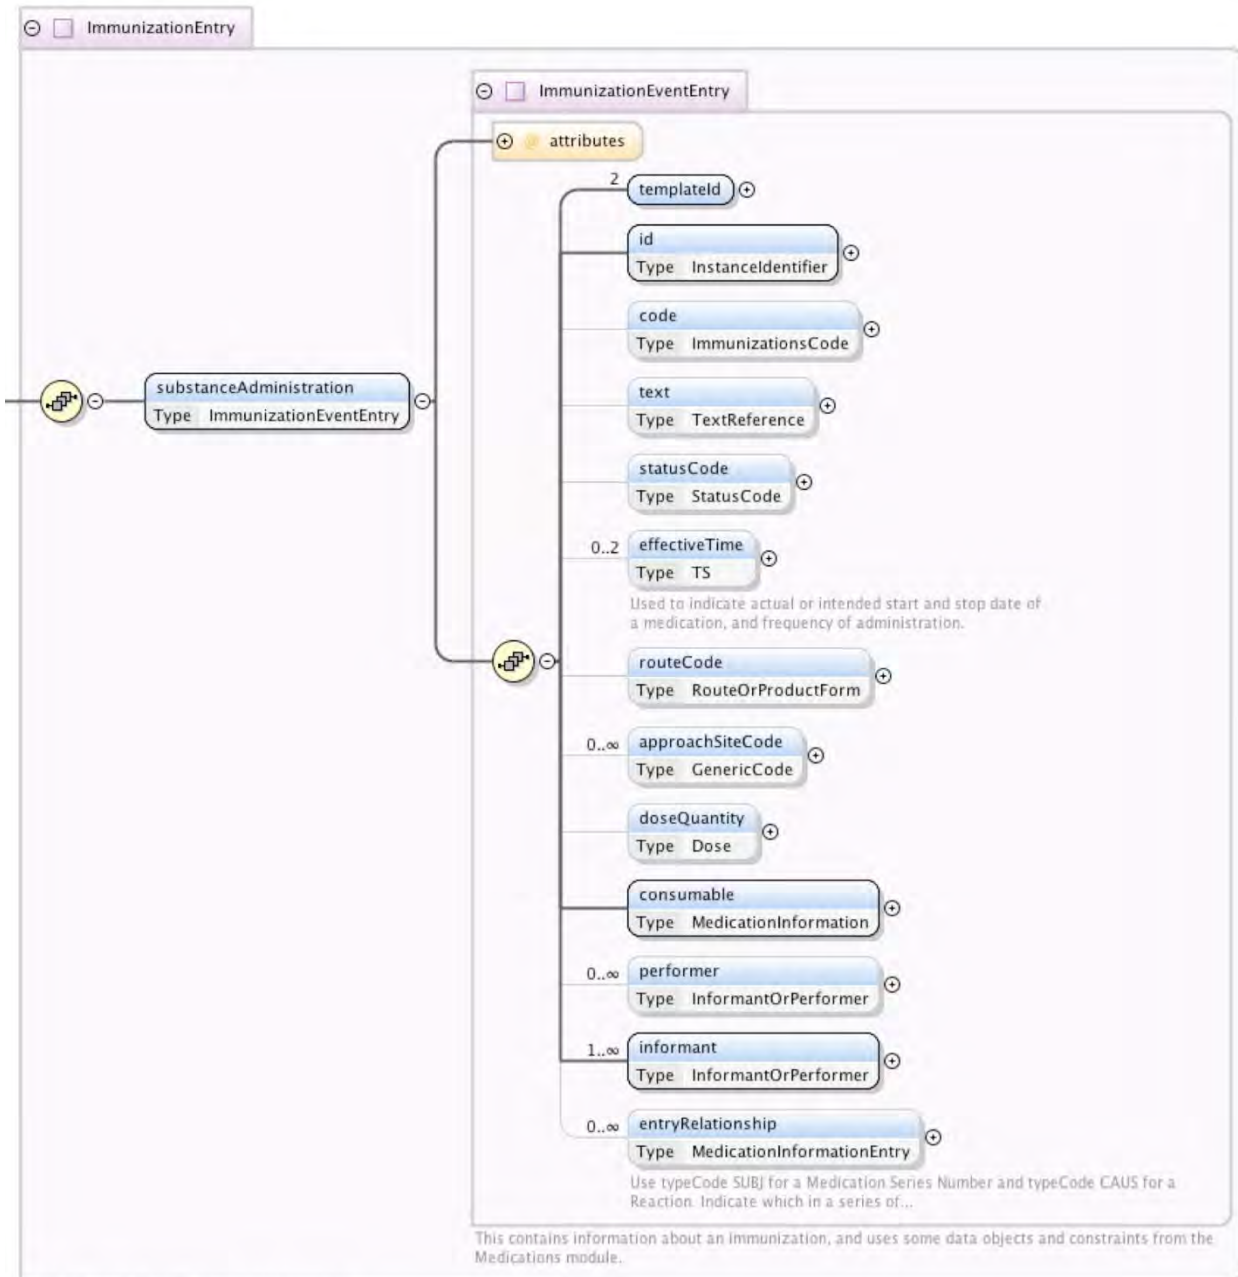 ImmunizationEntry
ImmunizationEventEntry
@ attributes
2 templateId
id
Type InstanceIdentifier
code
Type ImmunizationsCode
text
Type TextReference
substanceAdministration
Type ImmunizationEventEntry
statusCode
Type StatusCode
0..2 effectiveTime
Type TS
Used to indicate actual or intended start and stop date of
a medication, and frequency of administration.
routeCode
Type RouteOrProductForm
0..∞ approachSiteCode
Type GenericCode
doseQuantity
Type Dose
consumable
Type MedicationInformation
0..∞ performer
Type InformantOrPerformer
1..∞ informant
Type InformantOrPerformer
0..∞ entryRelationship
Type MedicationInformationEntry
Use typeCode SUBJ for a Medication Series Number and typeCode CAUS for a
Reaction. Indicate which in a series of...
This contains information about an immunization, and uses some data objects and constraints from the
Medications module.